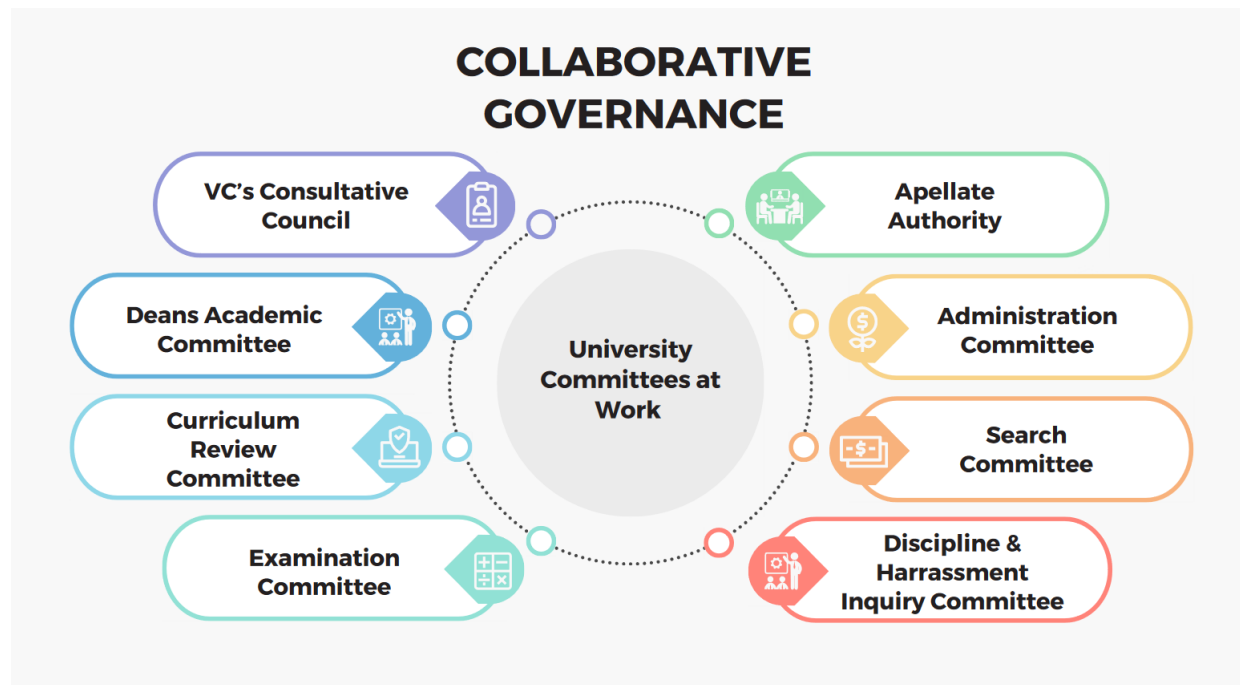 COLLABORATIVE
GOVERNANCE
VC's Consultative
Council
Deans Academic
Committee
Curriculum
Review
Committee
Examination
Committee
University
Committees at
Work
Apellate
Authority
Administration
Committee
Search
Committee
Discipline &
Harrassment
Inquiry Committee